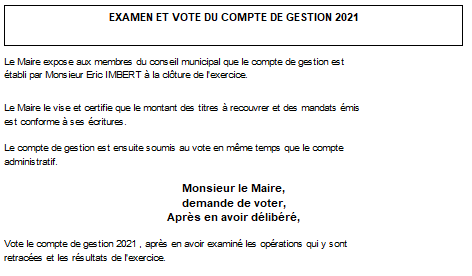 EXAMEN ET VOTE DU COMPTE DE GESTION 2021
Le Maire expose aux membres du conseil municipal que le compte de gestion est
établi par Monsieur Eric IMBERT à la clôture de l'exercice.
Le Maire le vise et certifie que le montant des titres à recouvrer et des mandats émis
est conforme à ses écritures.
Le compte de gestion est ensuite soumis au vote en même temps que le compte
administratif.
Monsieur le Maire,
demande de voter,
Après en avoir délibéré,
Vote le compte de gestion 2021 , après en avoir examiné les opérations qui y sont
retracées et les résultats de l'exercice.